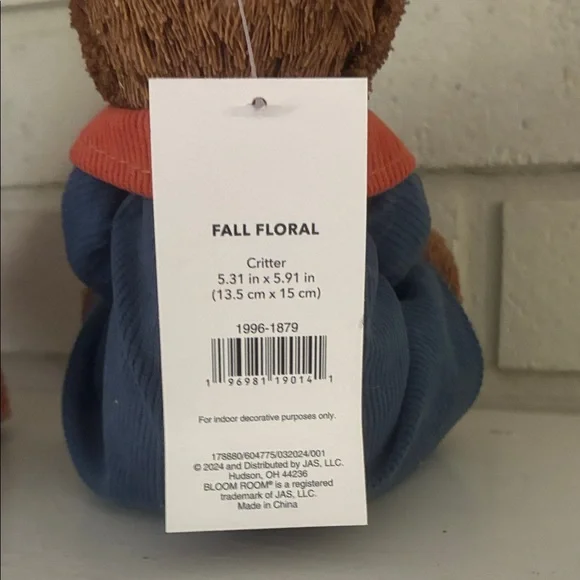 FALL FLORAL
Critter
5.31 in x 5.91 in
(13.5 cm x 15 cm)
1996-1879
1 96981 19014 1
For indoor decorative purposes only.
178880/604775/032024/001
© 2024 and Distributed by JAS, LLC.
Hudson, OH 44236
BLOOM ROOM® is a registered
trademark of JAS, LLC.
Made in China